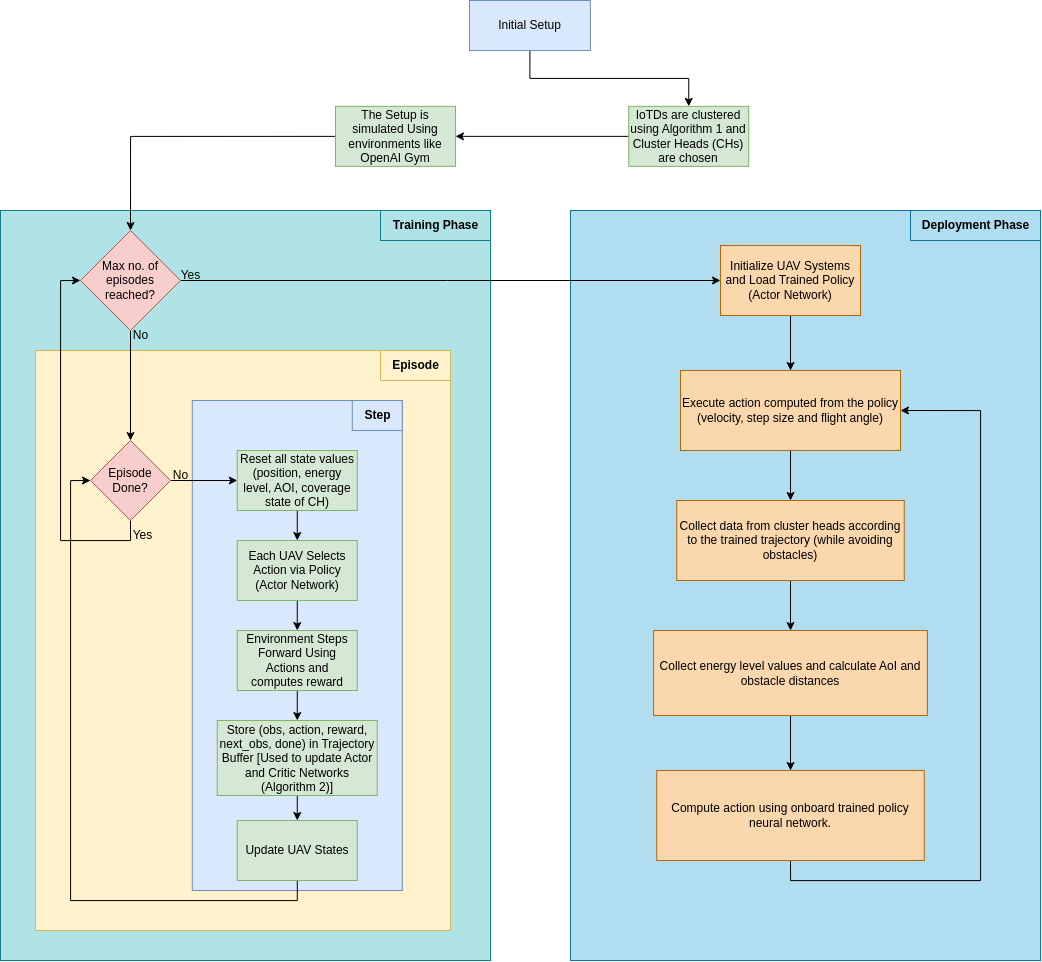 Initial Setup
The Setup is
simulated Using
environments like
OpenAI Gym
IoTDs are clustered
using Algorithm 1 and
Cluster Heads (CHs)
are chosen
Training Phase
Max no. of
episodes
reached?
Yes
No
Episode
Step
Episode
Done?
No
Yes
Reset all state values
(position, energy
level, AOI, coverage
state of CH)
Each UAV Selects
Action via Policy
(Actor Network)
Environment Steps
Forward Using
Actions and
computes reward
Store (obs, action, reward,
next_obs, done) in Trajectory
Buffer [Used to update Actor
and Critic Networks
(Algorithm 2)]
Update UAV States
Deployment Phase
Initialize UAV Systems
and Load Trained Policy
(Actor Network)
Execute action computed from the policy
(velocity, step size and flight angle)
Collect data from cluster heads according
to the trained trajectory (while avoiding
obstacles)
Collect energy level values and calculate AoI and
obstacle distances
Compute action using onboard trained policy
neural network.